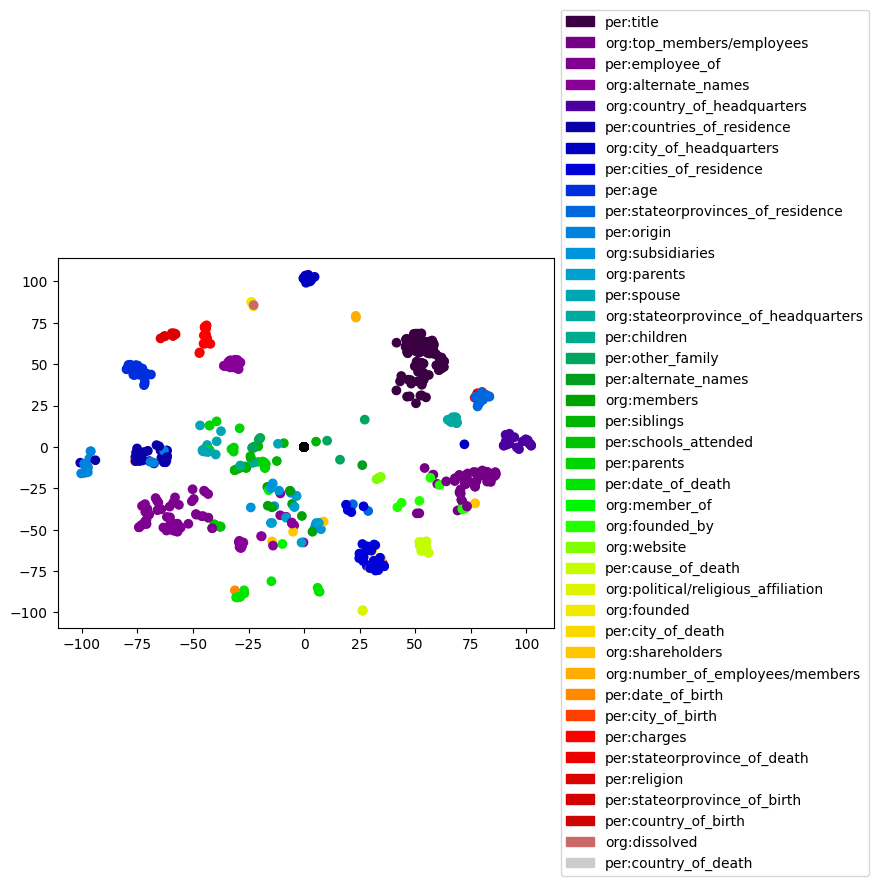 per:title
org:top_members/employees
per:employee_of
org:alternate_names
org:country_of_headquarters
per:countries_of_residence
org:city_of_headquarters
per:cities_of_residence
per:age
per:stateorprovinces_of_residence
per:origin
org:subsidiaries
org:parents
per:spouse
org:stateorprovince_of_headquarters
per:children
per:other_family
per:alternate_names
org:members
per:siblings
per:schools_attended
per:parents
per:date_of_death
org:member_of
org:founded_by
org:website
per:cause_of_death
org:political/religious_affiliation
org:founded
per:city_of_death
org:shareholders
org:number_of_employees/members
per:date_of_birth
per:city_of_birth
per:charges
per:stateorprovince_of_death
per:religion
per:stateorprovince_of_birth
per:country_of_birth
org:dissolved
per:country_of_death
100
75
50
25
0
−25
−50
−75
−100
−100 −75 −50 −25 0 25 50 75 100